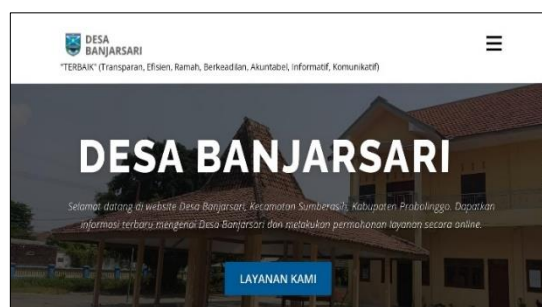 DESA
BANJARSARI
"TERBAIK" (Transparan, Efisien, Ramah, Berkeadilan, Akuntabel, Informatif, Komunikatif)
DESA BANJARSARI
Selamat datang di website Desa Banjarsari, Kecamatan Sumberasih, Kabupaten Probolinggo. Dapatkan
informasi terbaru mengenai Desa Banjarsari dan melakukan permohonan layanan secara online.
LAYANAN KAMI